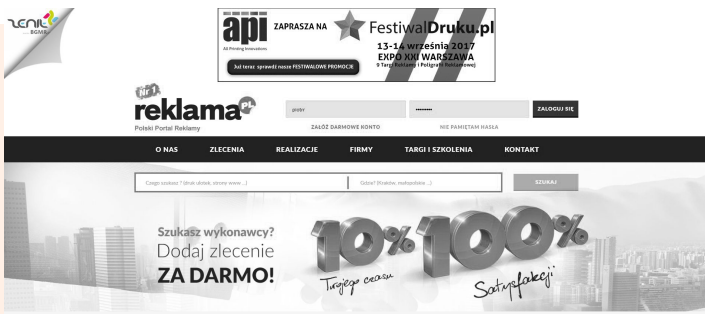 zenit
BGMB
api
All Printing Innovations
ZAPRASZA NA
FestiwalDruku.pl
13-14 września 2017
EXPO XXI WARSZAWA
9 Targi Reklamy i Poligrafii Reklamowej
Już teraz sprawdź nasze FESTIWALOWE PROMOCJE
Nr 1
reklama PL
Polski Portal Reklamy
piotr
••••••••
ZALOGUJ SIĘ
ZAŁÓŻ DARMOWE KONTO
NIE PAMIĘTAM HASŁA
O NAS ZLECENIA REALIZACJE FIRMY TARGI I SZKOLENIA KONTAKT
Czego szukasz ? (druk ulotek, strony www ...)
Gdzie? (Kraków, małopolskie ...)
SZUKAJ
Szukasz wykonawcy?
Dodaj zlecenie
ZA DARMO!
10%
Twojego czasu
100%
Satysfakcji